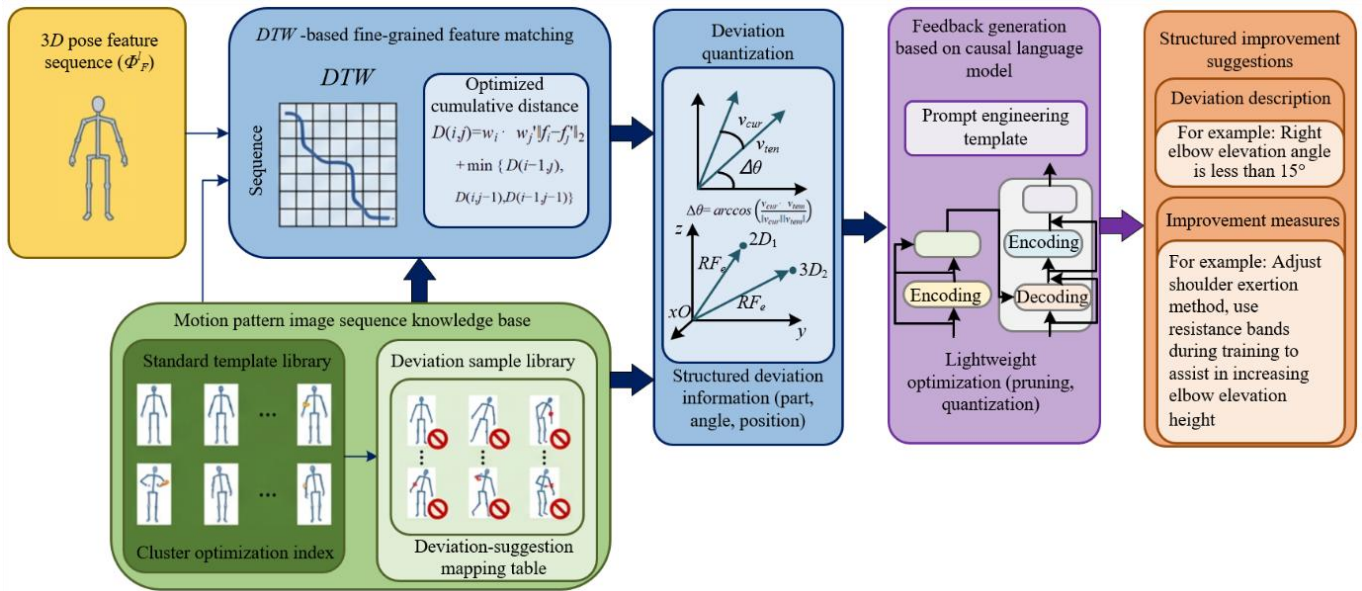 3D pose feature
sequence (Φ^l_F)
DTW -based fine-grained feature matching
DTW
Sequence
Optimized
cumulative distance
D(i,j)=w_i · w_j'||f_i−f_j'||_2
+min {D(i−1,j),
D(i,j−1),D(i−1,j−1)}
Motion pattern image sequence knowledge base
Standard template library
...
...
Cluster optimization index
Deviation sample library
...
...
...
Deviation-suggestion
mapping table
Deviation
quantization
v_cur
v_ten
Δθ
Δθ=arccos(v_cur · v_tens / |v_cur||v_tens|)
z
2D_1
RF_e
3D_2
RF_e
xO
y
Structured deviation
information (part,
angle, position)
Feedback generation
based on causal language
model
Prompt engineering
template
Encoding
Encoding
Decoding
Lightweight
optimization (pruning,
quantization)
Structured improvement
suggestions
Deviation description
For example: Right
elbow elevation angle
is less than 15°
Improvement measures
For example: Adjust
shoulder exertion
method, use
resistance bands
during training to
assist in increasing
elbow elevation
height